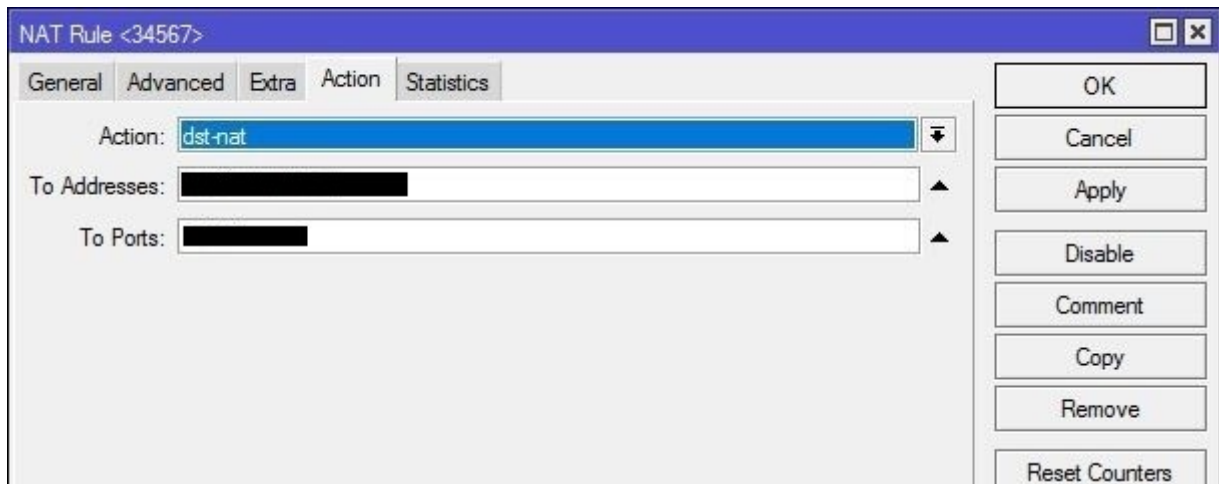 NAT Rule <34567>
General Advanced Extra Action Statistics
Action: dst-nat
To Addresses:
To Ports:
OK
Cancel
Apply
Disable
Comment
Copy
Remove
Reset Counters